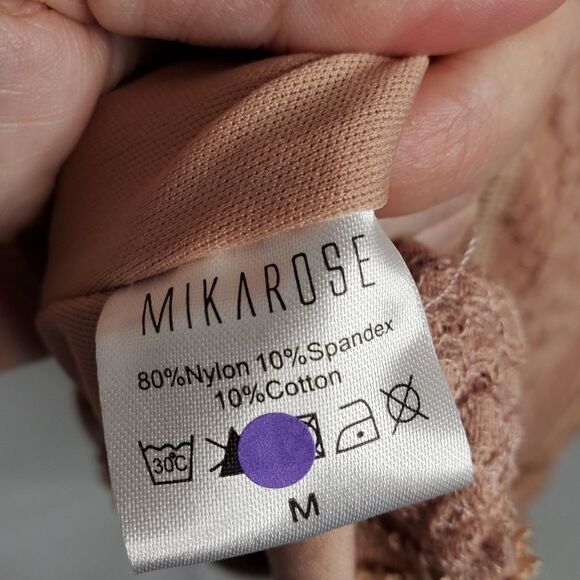 MIKAROSE
80%Nylon 10%Spandex
10%Cotton
30℃
M